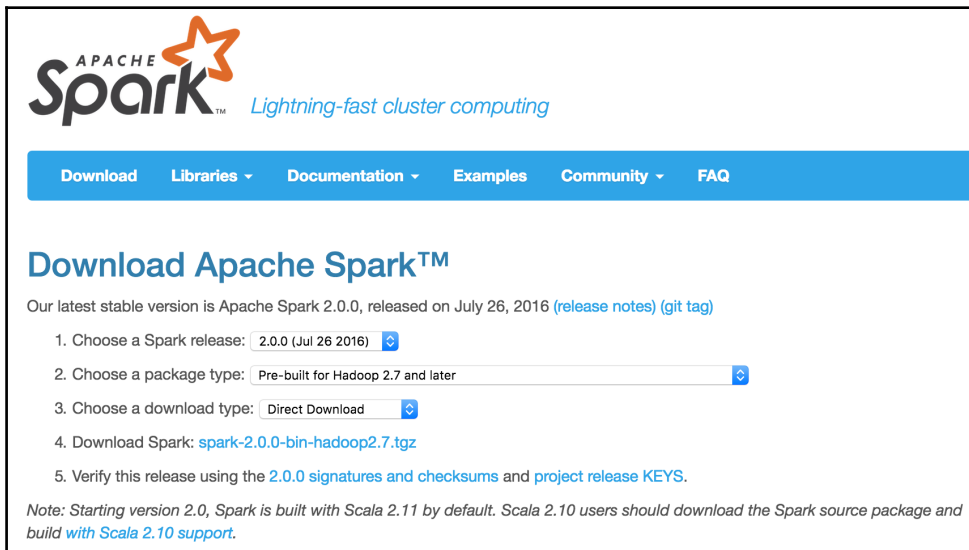 APACHE
Spark™
Lightning-fast cluster computing
Download Libraries Documentation Examples Community FAQ
Download Apache Spark™
Our latest stable version is Apache Spark 2.0.0, released on July 26, 2016 (release notes) (git tag)
1. Choose a Spark release: 2.0.0 (Jul 26 2016)
2. Choose a package type: Pre-built for Hadoop 2.7 and later
3. Choose a download type: Direct Download
4. Download Spark: spark-2.0.0-bin-hadoop2.7.tgz
5. Verify this release using the 2.0.0 signatures and checksums and project release KEYS.
Note: Starting version 2.0, Spark is built with Scala 2.11 by default. Scala 2.10 users should download the Spark source package and
build with Scala 2.10 support.